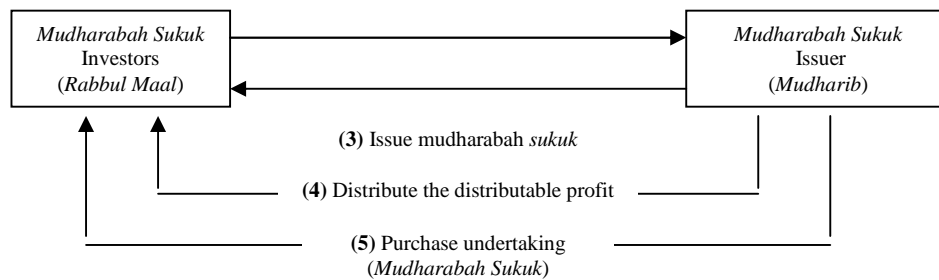 Mudharabah Sukuk
Investors
(Rabbul Maal)
Mudharabah Sukuk
Issuer
(Mudharib)
(3) Issue mudharabah sukuk
(4) Distribute the distributable profit
(5) Purchase undertaking
(Mudharabah Sukuk)